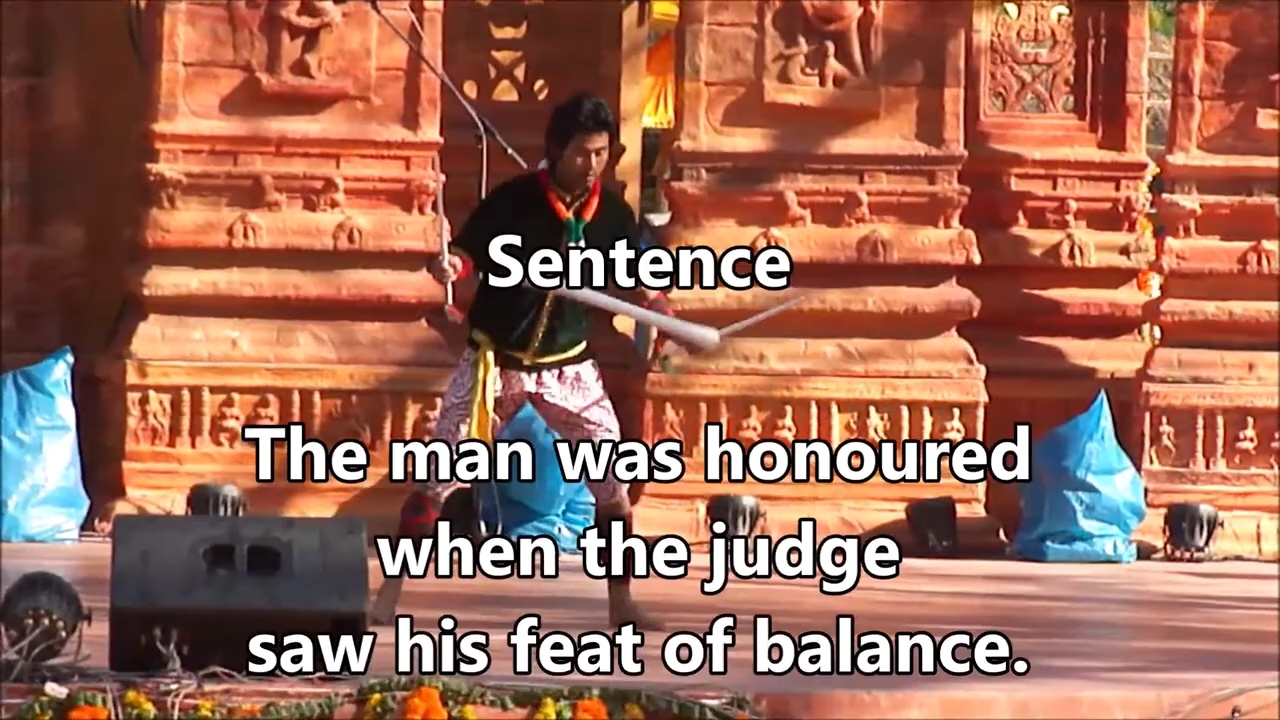 Sentence
The man was honoured
when the judge
saw his feat of balance.